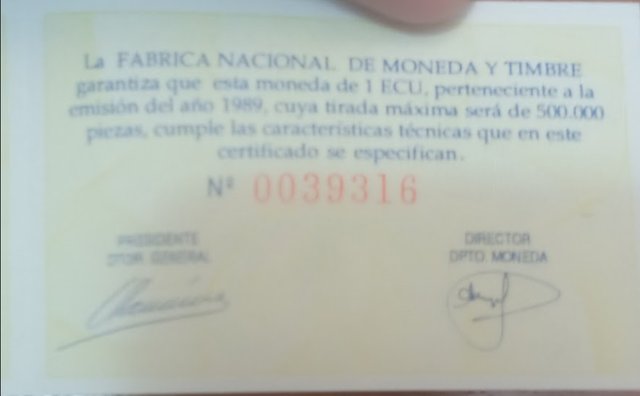 La FABRICA NACIONAL DE MONEDA Y TIMBRE
garantiza que esta moneda de 1 ECU, perteneciente a la
emisión del año 1989, cuya tirada máxima será de 500.000
piezas, cumple las características técnicas que en este
certificado se especifican.
Nº 0039316
PRESIDENTE
DTOR GENERAL
DIRECTOR
DPTO. MONEDA